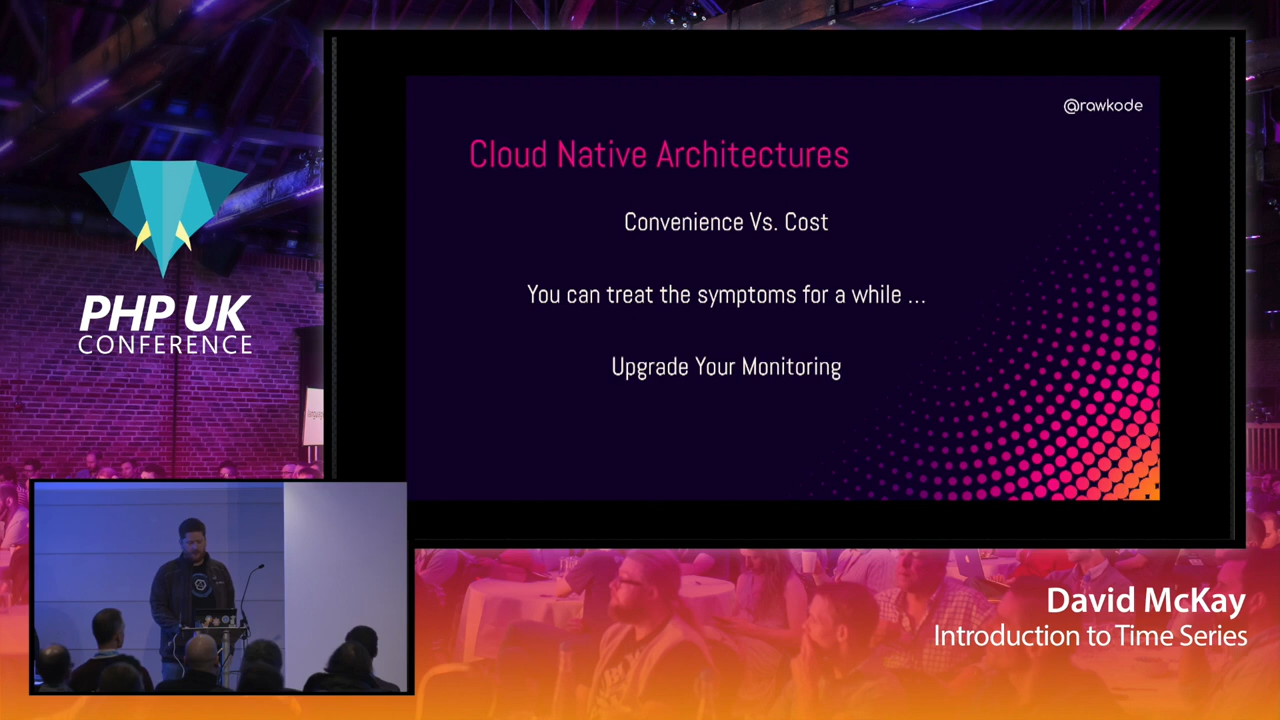 @rawkode
Cloud Native Architectures
Convenience Vs. Cost
You can treat the symptoms for a while ...
Upgrade Your Monitoring
PHP UK
CONFERENCE
David McKay
Introduction to Time Series